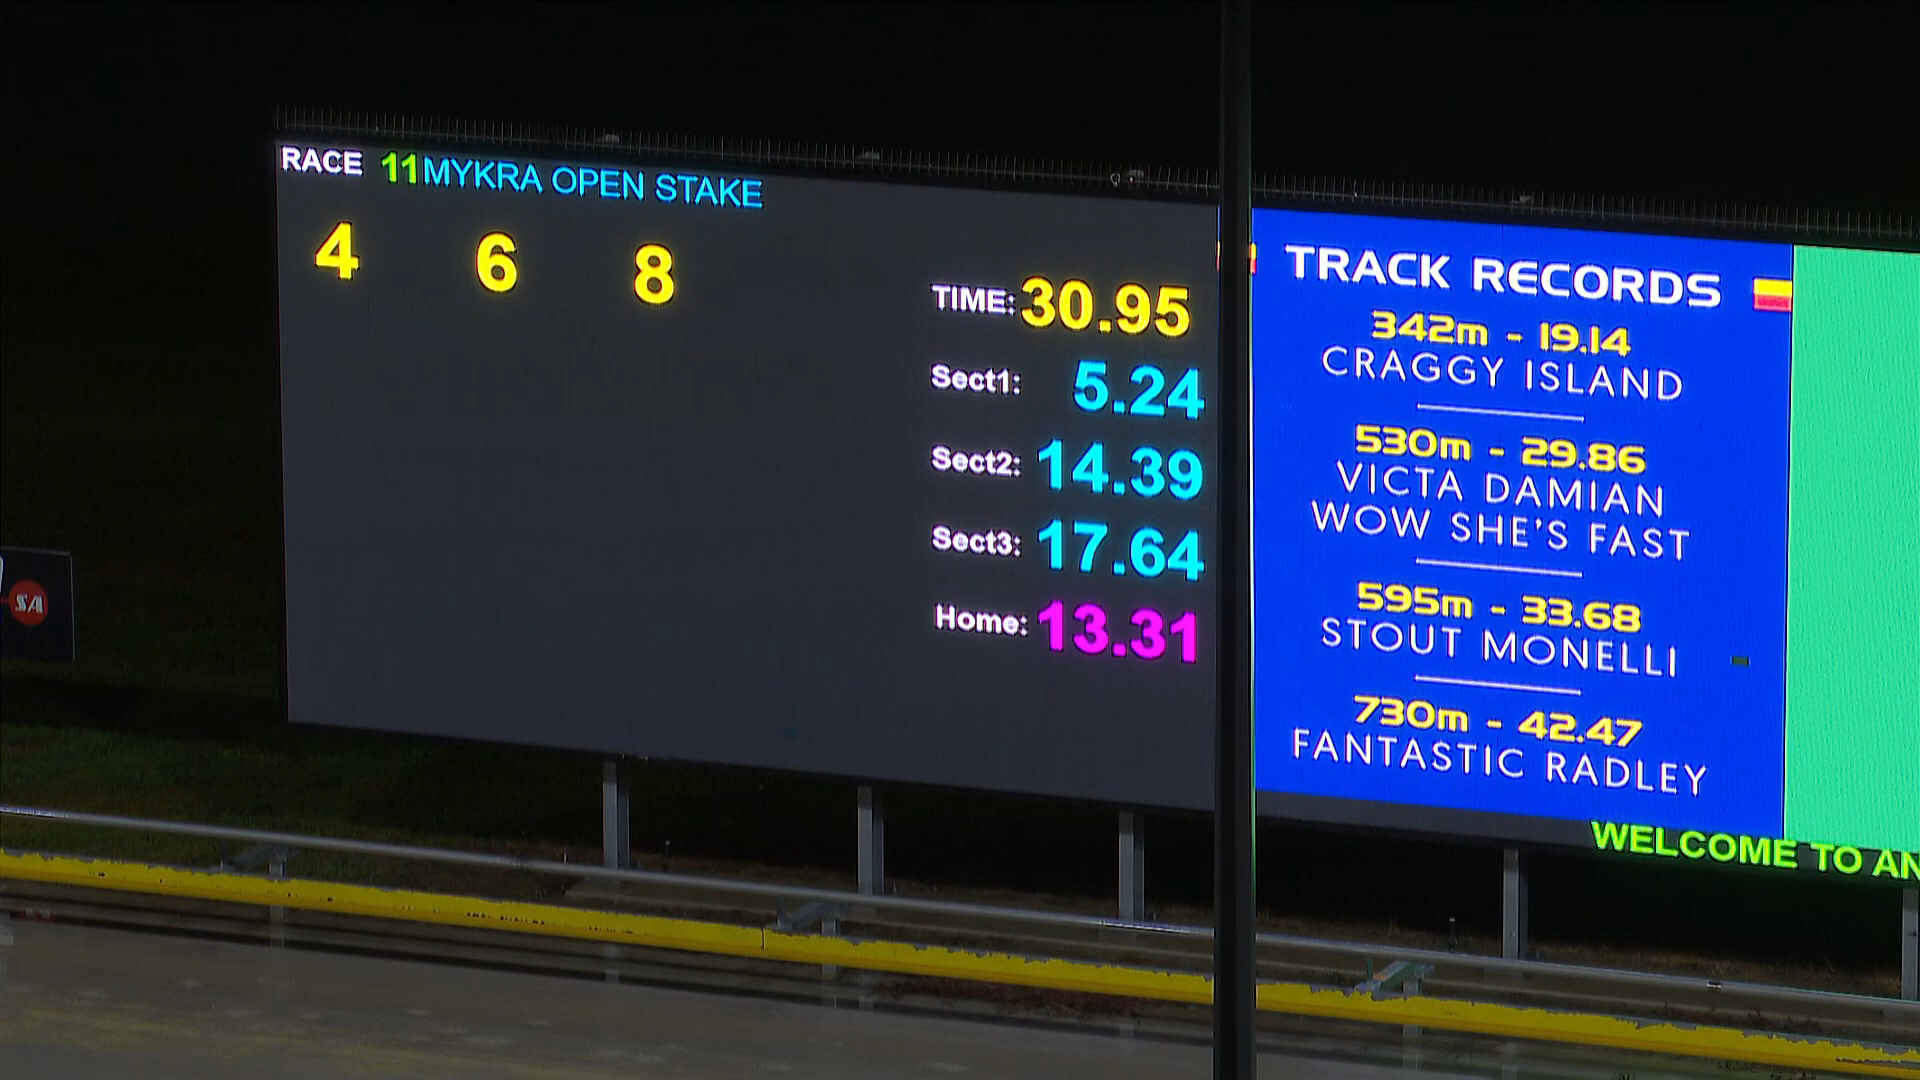 RACE 11 MYKRA OPEN STAKE
4 6 8
TIME: 30.95
Sect1: 5.24
Sect2: 14.39
Sect3: 17.64
Home: 13.31
TRACK RECORDS
342m - 19.14
CRAGGY ISLAND
530m - 29.86
VICTA DAMIAN
WOW SHE'S FAST
595m - 33.68
STOUT MONELLI
730m - 42.47
FANTASTIC RADLEY
WELCOME TO AN
SA